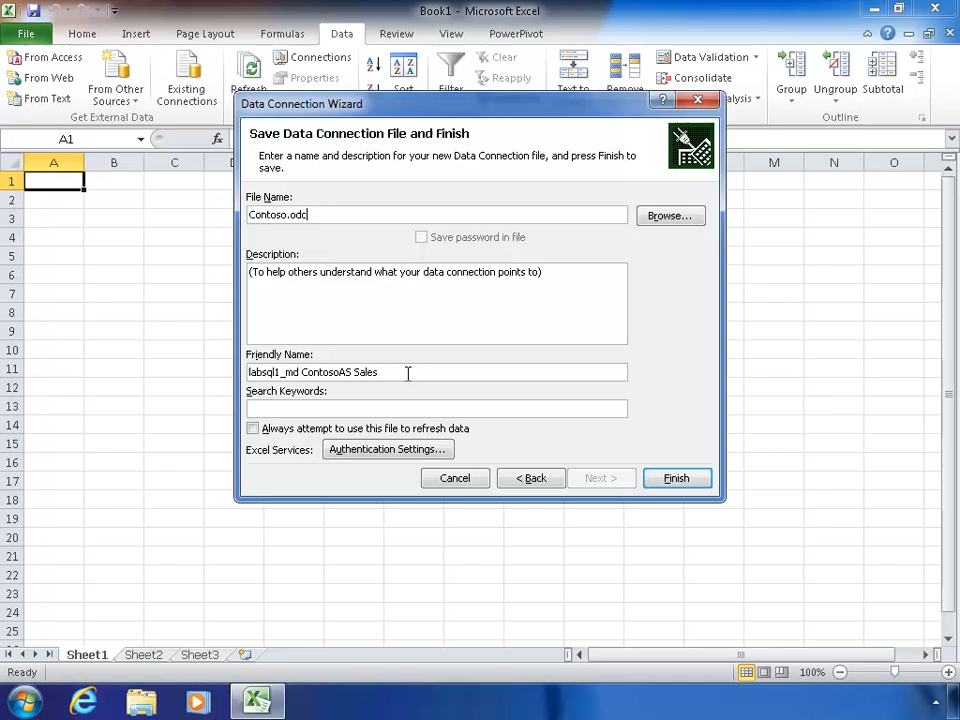 Book1 - Microsoft Excel
File Home Insert Page Layout Formulas Data Review View PowerPivot
From Access
From Web
From Text
From Other Sources
Existing Connections
Get External Data
Refresh
Connections
Properties
Sort
Clear
Reapply
Text to
Remove
Data Validation
Consolidate
Group Ungroup Subtotal
Outline
A1
fx
A B C M N O
Data Connection Wizard
Save Data Connection File and Finish
Enter a name and description for your new Data Connection file, and press Finish to
save.
File Name:
Contoso.odc
Browse...
Save password in file
Description:
(To help others understand what your data connection points to)
Friendly Name:
labsql1_md ContosoAS Sales
Search Keywords:
Always attempt to use this file to refresh data
Excel Services: Authentication Settings...
Cancel < Back Next > Finish
1
2
3
4
5
6
7
8
9
10
11
12
13
14
15
16
17
18
19
20
21
22
23
24
25
Sheet1 Sheet2 Sheet3
Ready
100%